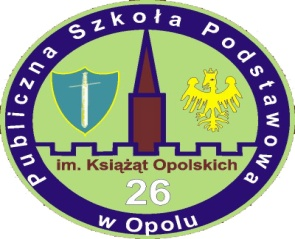 Publiczna Szkoła Podstawowa
im. Książąt Opolskich
26
w Opolu